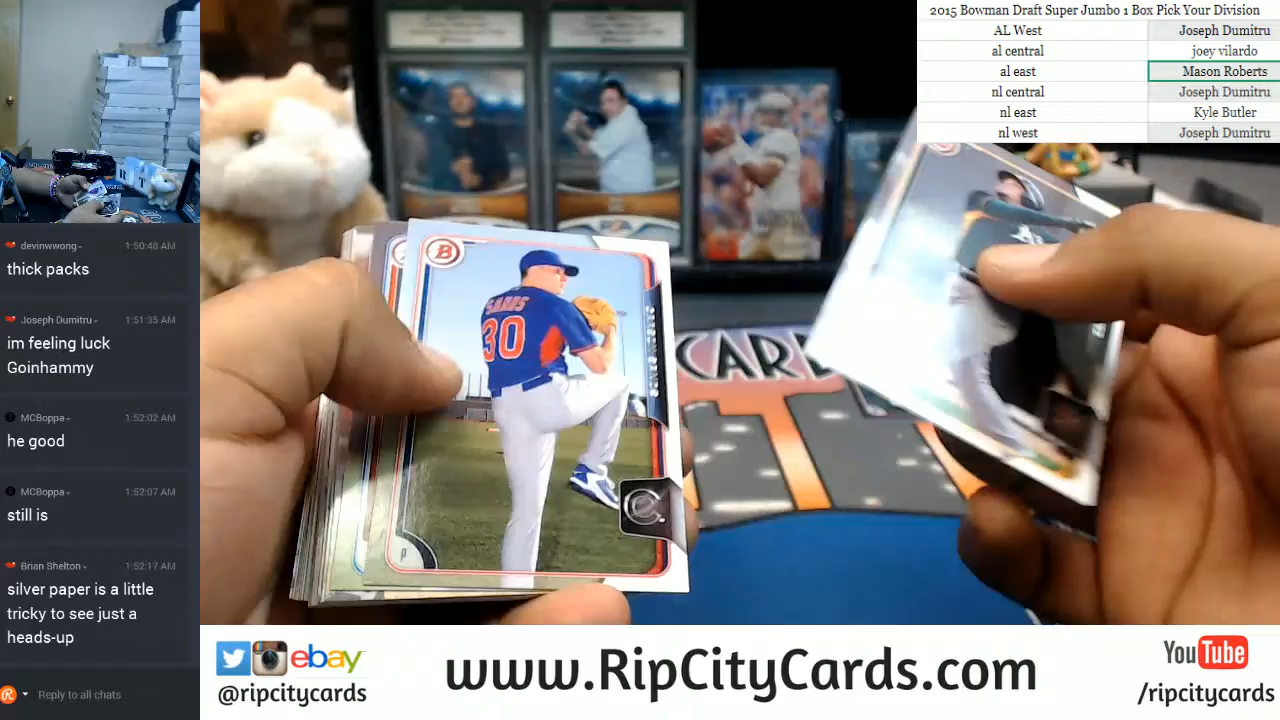 2015 Bowman Draft Super Jumbo 1 Box Pick Your Division
AL West Joseph Dumitru
al central joey vilardo
al east Mason Roberts
nl central Joseph Dumitru
nl east Kyle Butler
nl west Joseph Dumitru
devinwwong 1:50:48 AM
thick packs
Joseph Dumitru 1:51:35 AM
im feeling luck
Goinhammy
MCBoppa 1:52:02 AM
he good
MCBoppa 1:52:07 AM
still is
Brian Shelton 1:52:17 AM
silver paper is a little
tricky to see just a
heads-up
Reply to all chats
B
SANDS
30
P
C
CARD
ebay
@ripcitycards
www.RipCityCards.com
YouTube
/ripcitycards